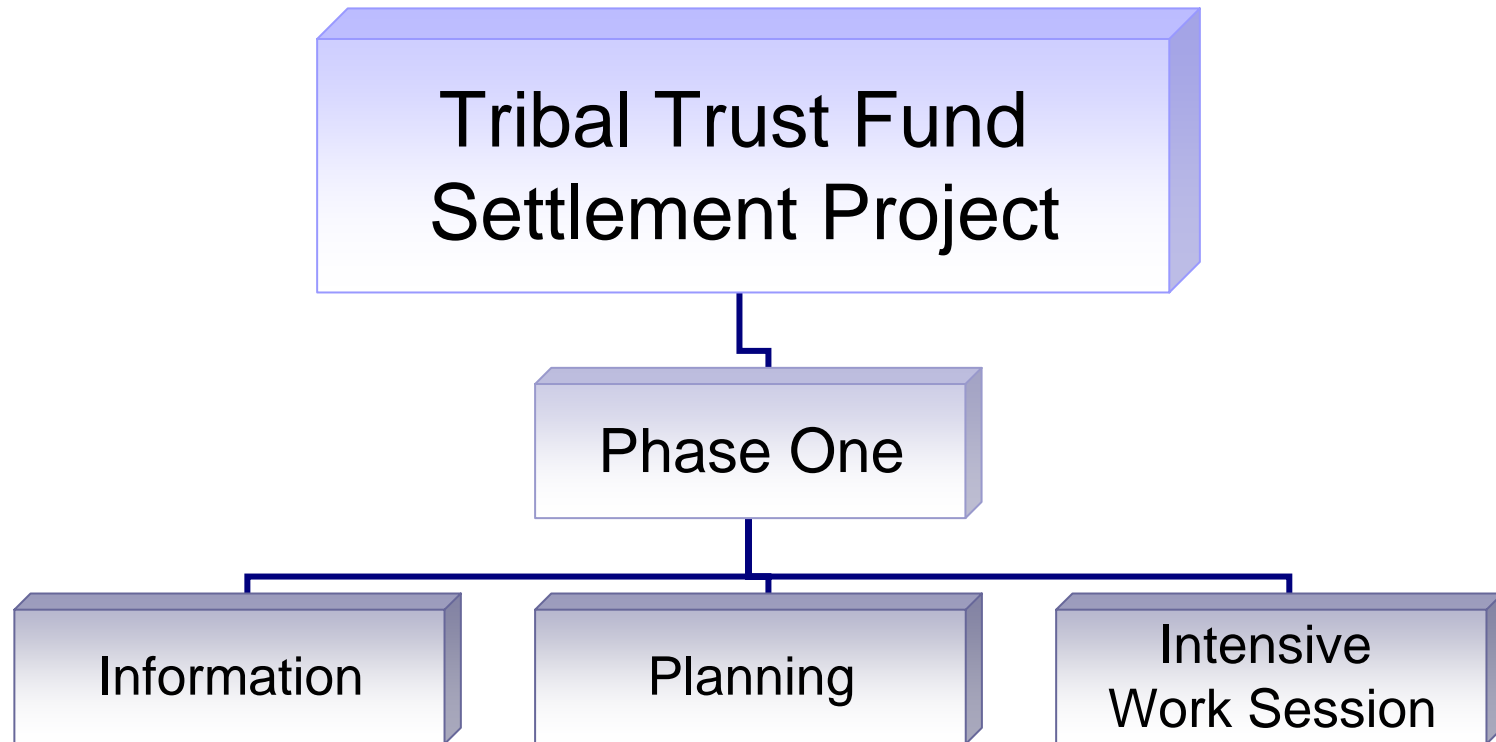 Tribal Trust Fund
Settlement Project
Phase One
Information
Planning
Intensive
Work Session